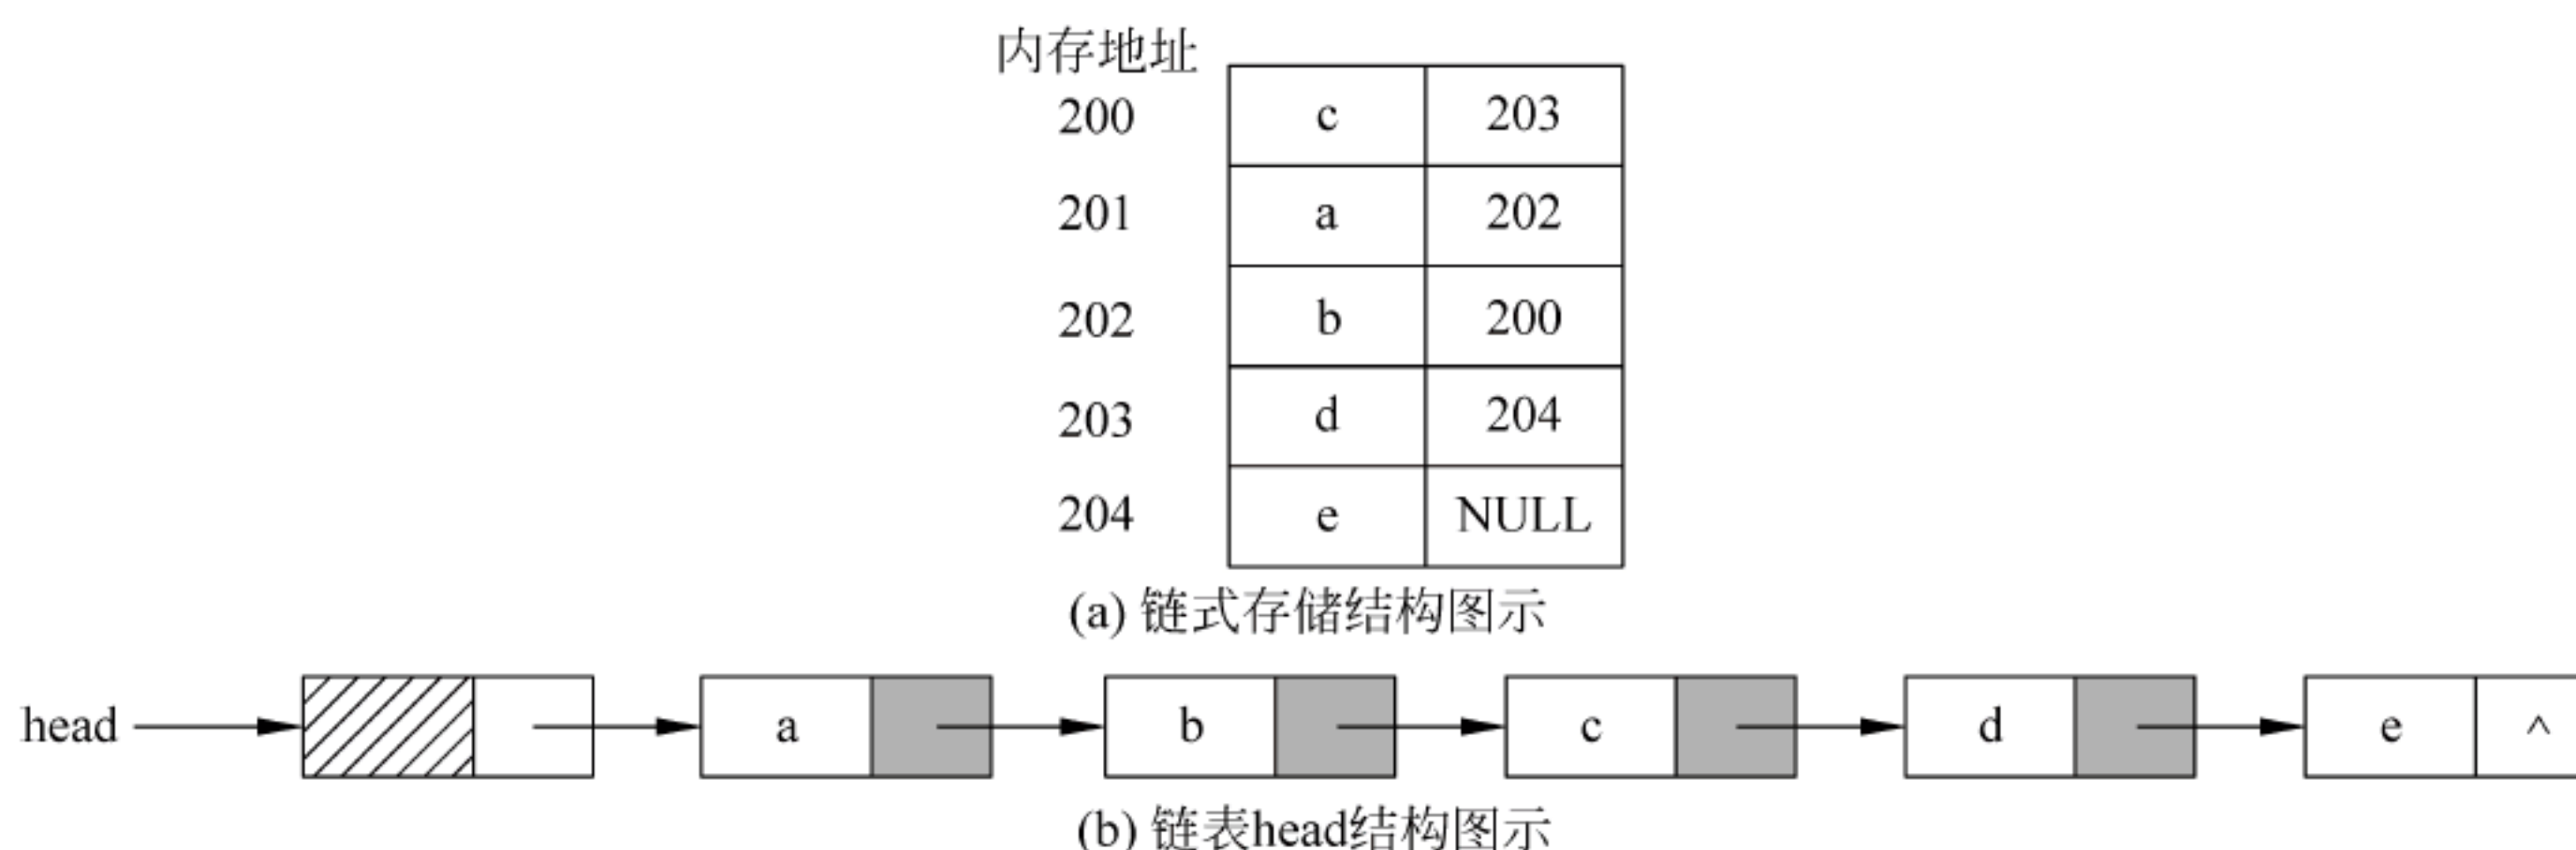 内存地址
200 c 203
201 a 202
202 b 200
203 d 204
204 e NULL
(a) 链式存储结构图示
head a b c d e ^
(b) 链表head结构图示